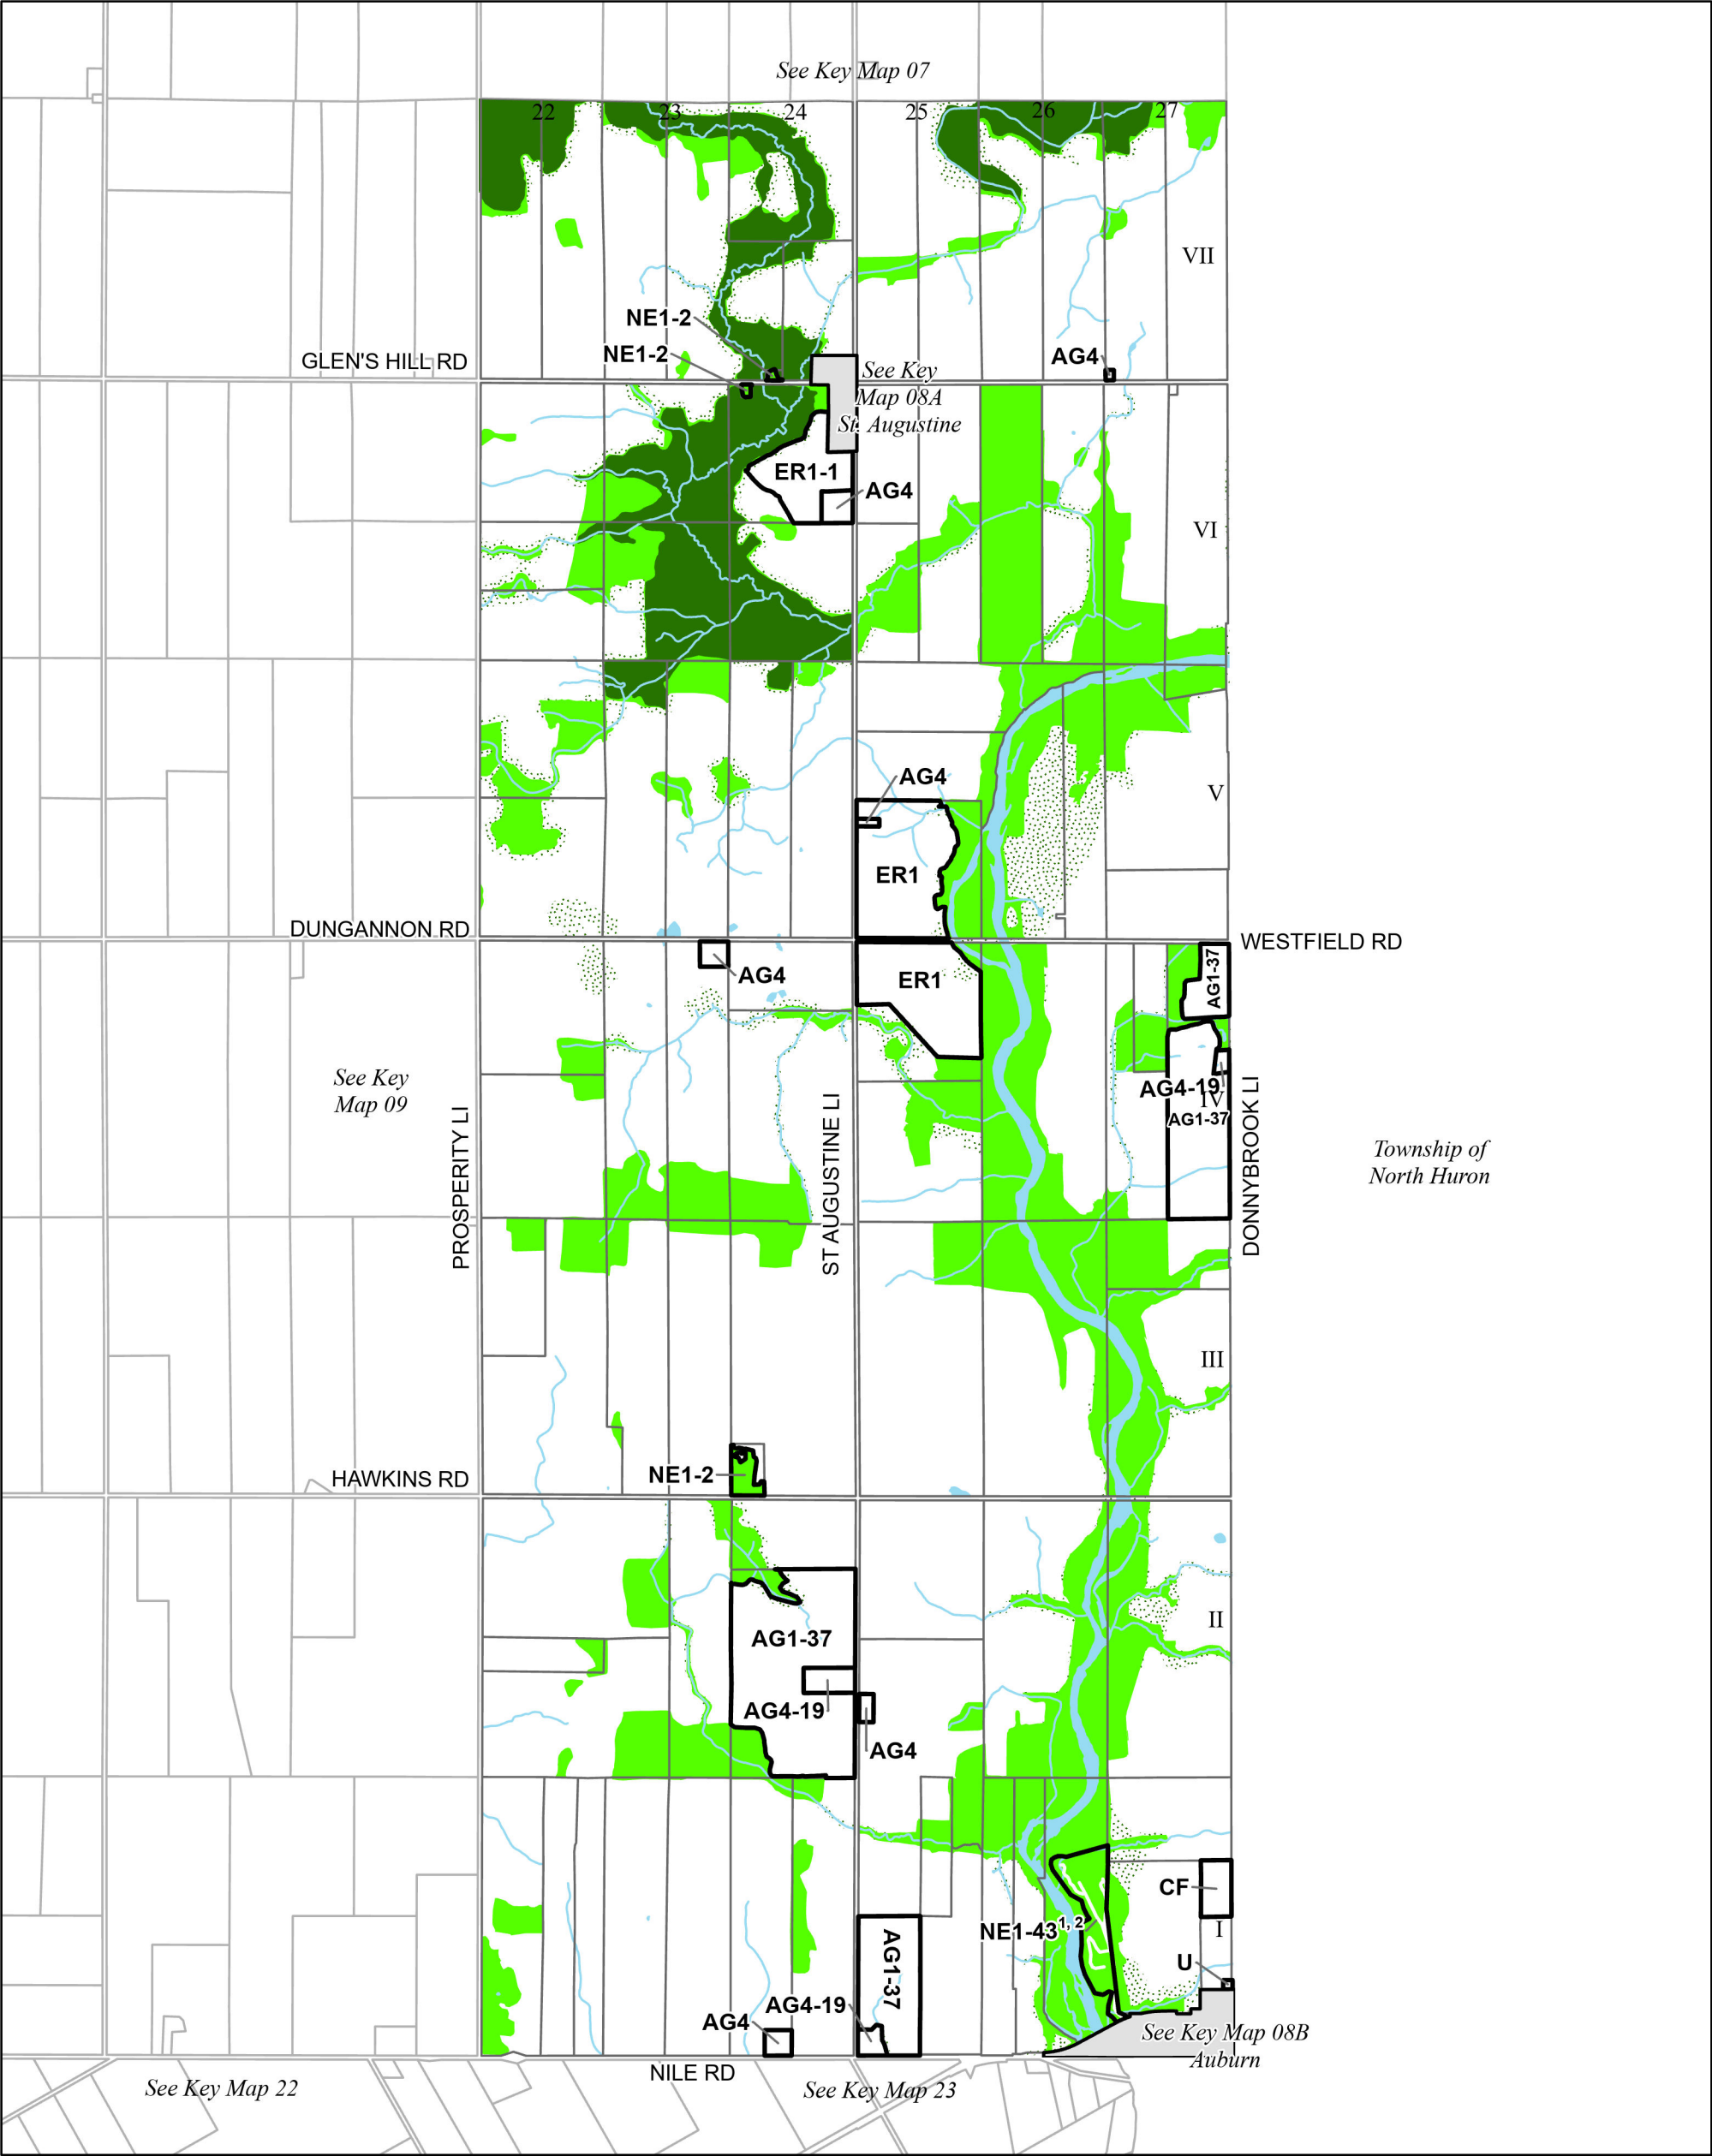 See Key Map 07
22
23
24
25
26
27
VII
NE1-2
NE1-2
GLEN'S HILL RD
AG4
See Key
Map 08A
St. Augustine
ER1-1
AG4
VI
AG4
V
ER1
DUNGANNON RD
WESTFIELD RD
AG4
ER1
AG1-37
See Key
Map 09
PROSPERITY LI
ST AUGUSTINE LI
AG4-19
IV
AG1-37
DONNYBROOK LI
Township of
North Huron
III
NE1-2
HAWKINS RD
II
AG1-37
AG4-19
AG4
CF
NE1-43 1, 2
I
AG1-37
U
AG4-19
AG4
See Key Map 08B
Auburn
NILE RD
See Key Map 22
See Key Map 23